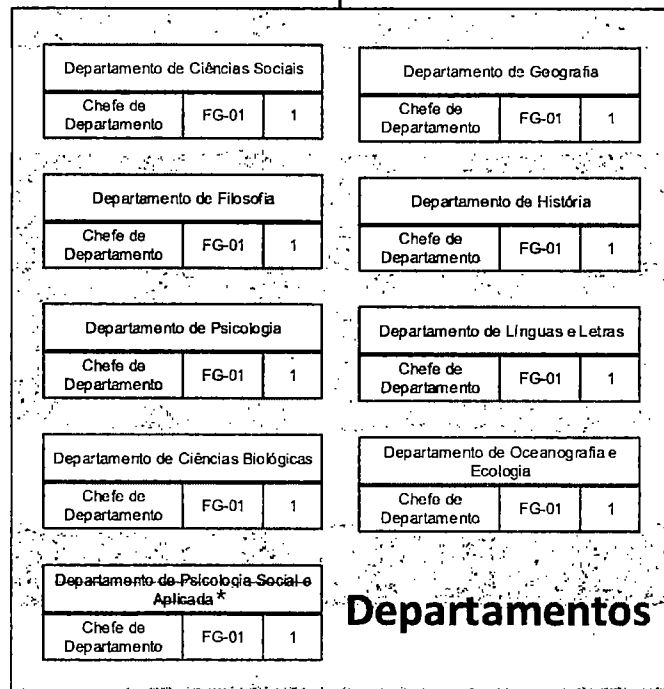 Departamento de Ciências Sociais
Chefe de
Departamento FG-01 1
Departamento de Geografia
Chefe de
Departamento FG-01 1
Departamento de Filosofia
Chefe de
Departamento FG-01 1
Departamento de História
Chefe de
Departamento FG-01 1
Departamento de Psicologia
Chefe de
Departamento FG-01 1
Departamento de Línguas e Letras
Chefe de
Departamento FG-01 1
Departamento de Ciências Biológicas
Chefe de
Departamento FG-01 1
Departamento de Oceanografia e
Ecologia
Chefe de
Departamento FG-01 1
Departamento de Psicologia Social e
Aplicada*
Chefe de
Departamento FG-01 1
Departamentos